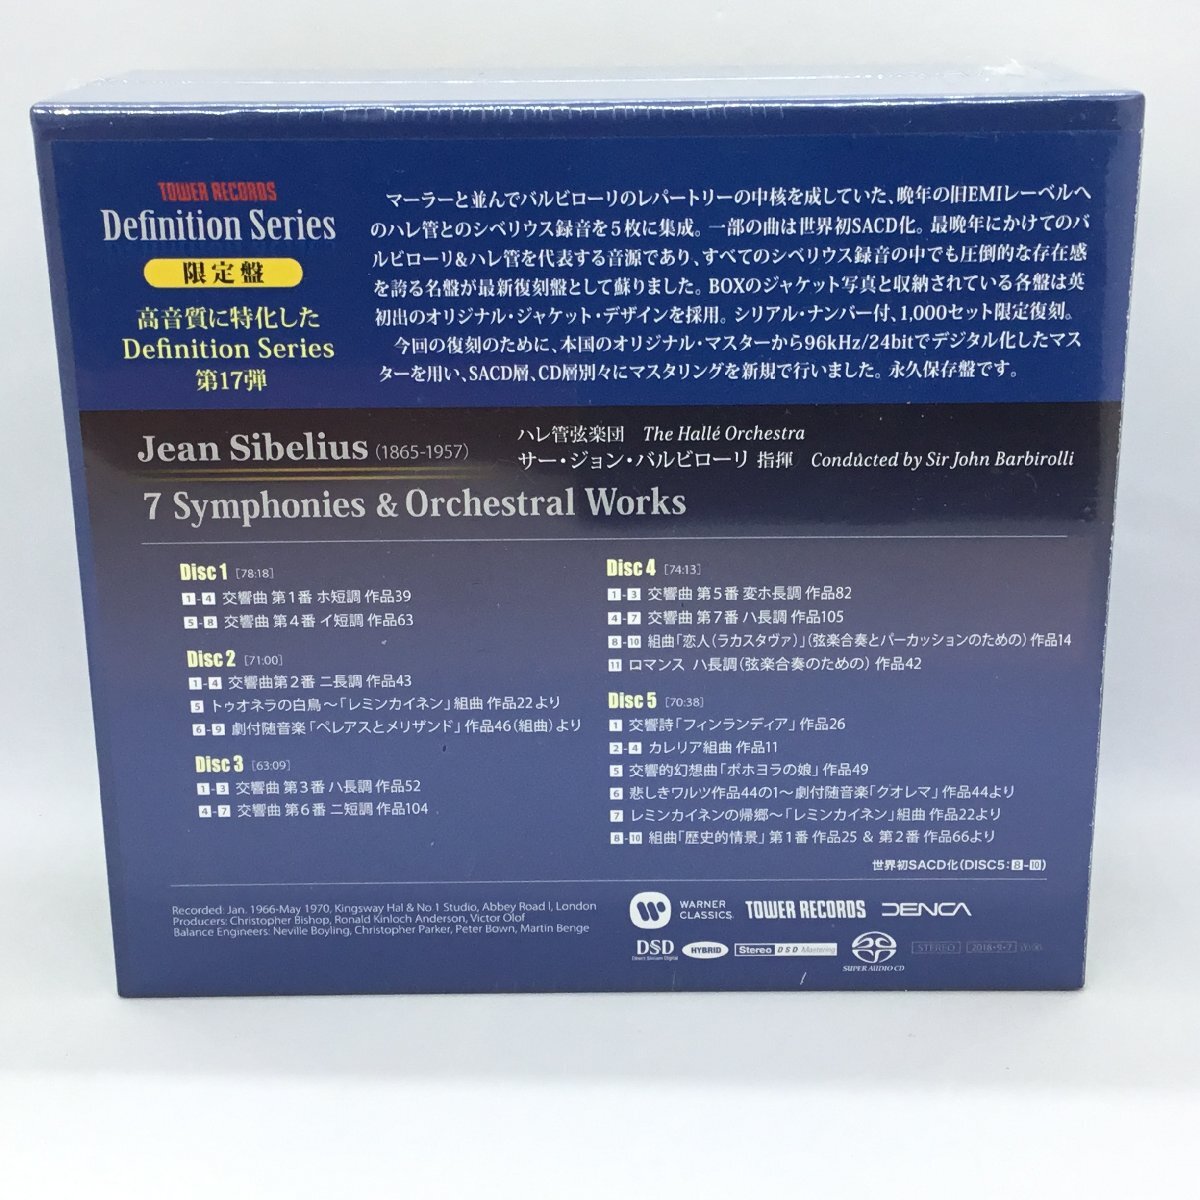 TOWER RECORDS
Definition Series
限定盤
高音質に特化した
Definition Series
第17弾
マーラーと並んでバルビローリのレパートリーの中核を成していた、晩年の旧EMIレーベルへ
のハレ管とのシベリウス録音を5枚に集成。一部の曲は世界初SACD化。最晩年にかけてのバ
ルビローリ&ハレ管を代表する音源であり、すべてのシベリウス録音の中でも圧倒的な存在感
を誇る名盤が最新復刻盤として蘇りました。BOXのジャケット写真と収納されている各盤は英
初出のオリジナル・ジャケット・デザインを採用。シリアル・ナンバー付、1,000セット限定復刻。
今回の復刻のために、本国のオリジナル・マスターから96kHz/24bitでデジタル化したマス
ターを用い、SACD層、CD層別々にマスタリングを新規で行いました。永久保存盤です。
Jean Sibelius (1865-1957)
ハレ管弦楽団 The Hallé Orchestra
サー・ジョン・バルビローリ 指揮 Conducted by Sir John Barbirolli
7 Symphonies & Orchestral Works
Disc 1 [78:18]
1-4 交響曲 第1番 ホ短調 作品39
5-8 交響曲 第4番 イ短調 作品63
Disc 2 [71:00]
1-4 交響曲第2番 ニ長調 作品43
5 トゥオネラの白鳥～「レミンカイネン」組曲 作品22より
6-9 劇付随音楽「ペレアスとメリザンド」作品46(組曲)より
Disc 3 [63:09]
1-3 交響曲 第3番 ハ長調 作品52
4-7 交響曲 第6番 ニ短調 作品104
Disc 4 [74:13]
1-3 交響曲 第5番 変ホ長調 作品82
4-7 交響曲 第7番 ハ長調 作品105
8-10 組曲「恋人(ラカスタヴァ)」(弦楽合奏とパーカッションのための) 作品14
11 ロマンス ハ長調(弦楽合奏のための) 作品42
Disc 5 [70:38]
1 交響詩「フィンランディア」作品26
2-4 カレリア組曲 作品11
5 交響的幻想曲「ポホヨラの娘」作品49
6 悲しきワルツ作品44の1～劇付随音楽「クオレマ」作品44より
7 レミンカイネンの帰郷～「レミンカイネン」組曲 作品22より
8-10 組曲「歴史的情景」第1番 作品25 & 第2番 作品66より
世界初SACD化(DISC5:8-10)
Recorded: Jan. 1966-May 1970, Kingsway Hal & No 1 Studio, Abbey Road l, London
Producers: Christopher Bishop, Ronald Kinloch Anderson, Victor Olof
Balance Engineers: Neville Boyling, Christopher Parker, Peter Bown, Martin Benge
WARNER
CLASSICS
TOWER RECORDS
DENCA
DSD
Direct Stream Digital
HYBRID
Stereo DSD Mastering
SUPER AUDIO CD
STEREO
2018・9・7